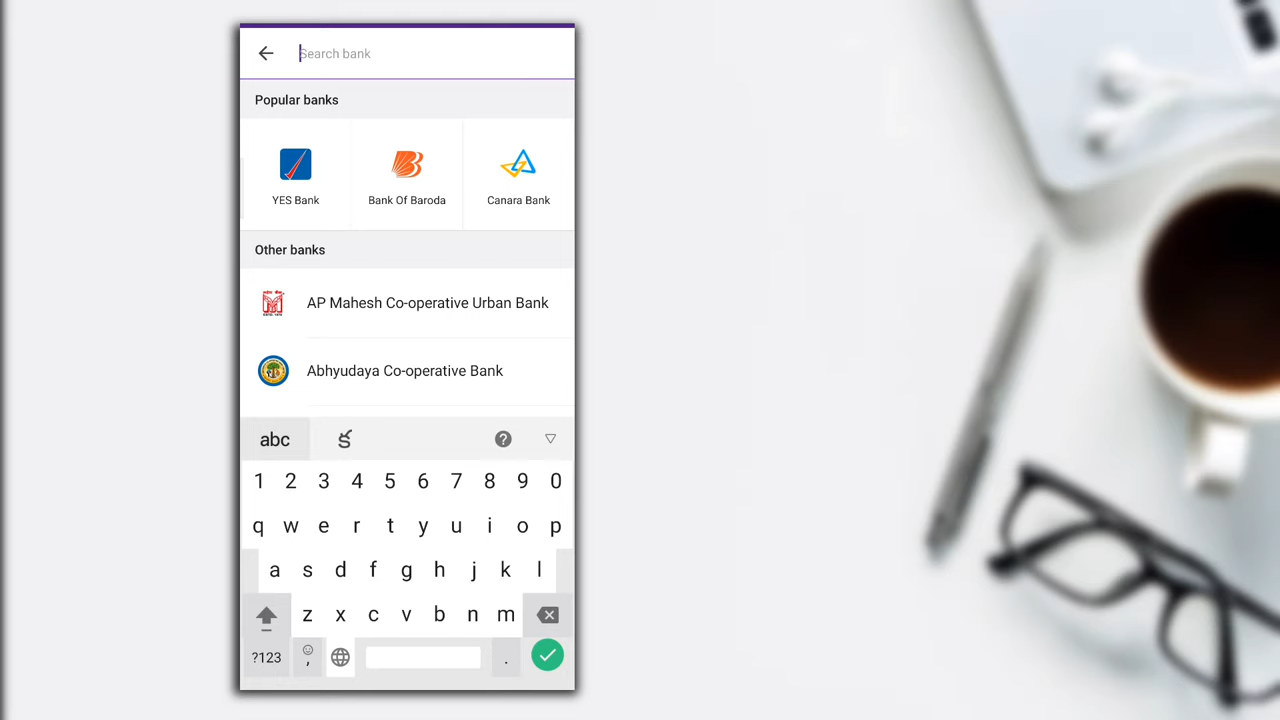 Search bank
Popular banks
YES Bank
Bank Of Baroda
Canara Bank
Other banks
AP Mahesh Co-operative Urban Bank
Abhyudaya Co-operative Bank
abc
1 2 3 4 5 6 7 8 9 0
q w e r t y u i o p
a s d f g h j k l
z x c v b n m
?123 , .